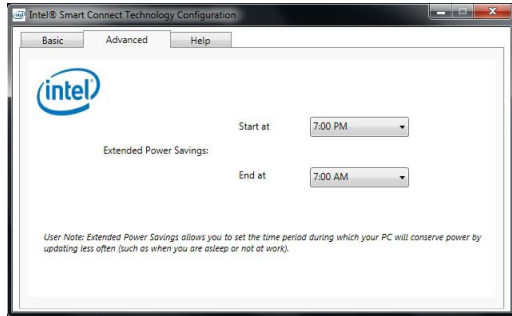 Intel® Smart Connect Technology Configuration
Basic Advanced Help
intel
Start at 7:00 PM
Extended Power Savings:
End at 7:00 AM
User Note: Extended Power Savings allows you to set the time period during which your PC will conserve power by
updating less often (such as when you are asleep or not at work).